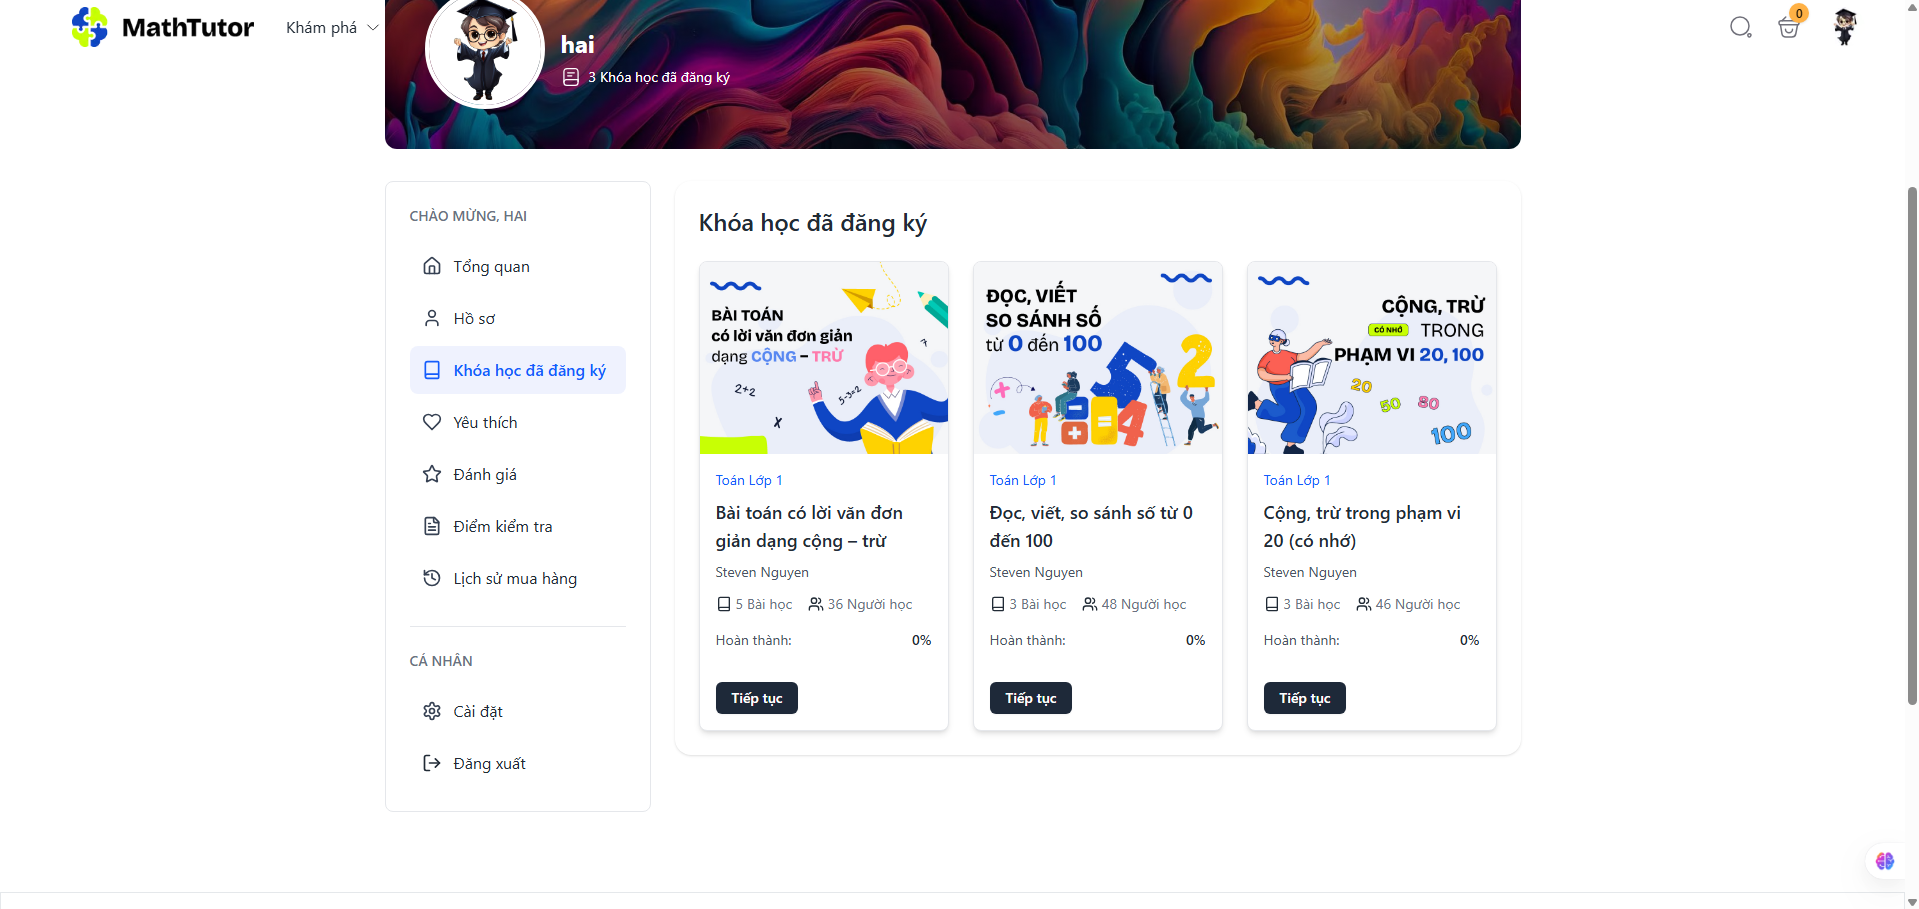 MathTutor
Khám phá
0
hai
3 Khóa học đã đăng ký
CHÀO MỪNG, HAI
Tổng quan
Hồ sơ
Khóa học đã đăng ký
Yêu thích
Đánh giá
Điểm kiểm tra
Lịch sử mua hàng
CÁ NHÂN
Cài đặt
Đăng xuất
Khóa học đã đăng ký
BÀI TOÁN
có lời văn đơn giản
dạng CỘNG – TRỪ
?
2+2
5-3=2
x
Toán Lớp 1
Bài toán có lời văn đơn
giản dạng cộng – trừ
Steven Nguyen
5 Bài học
36 Người học
Hoàn thành:
0%
Tiếp tục
ĐỌC, VIẾT
SO SÁNH SỐ
từ 0 đến 100
5
2
4
Toán Lớp 1
Đọc, viết, so sánh số từ 0
đến 100
Steven Nguyen
3 Bài học
48 Người học
Hoàn thành:
0%
Tiếp tục
CỘNG, TRỪ
CÓ NHỚ TRONG
PHẠM VI 20, 100
20
50
80
100
Toán Lớp 1
Cộng, trừ trong phạm vi
20 (có nhớ)
Steven Nguyen
3 Bài học
46 Người học
Hoàn thành:
0%
Tiếp tục